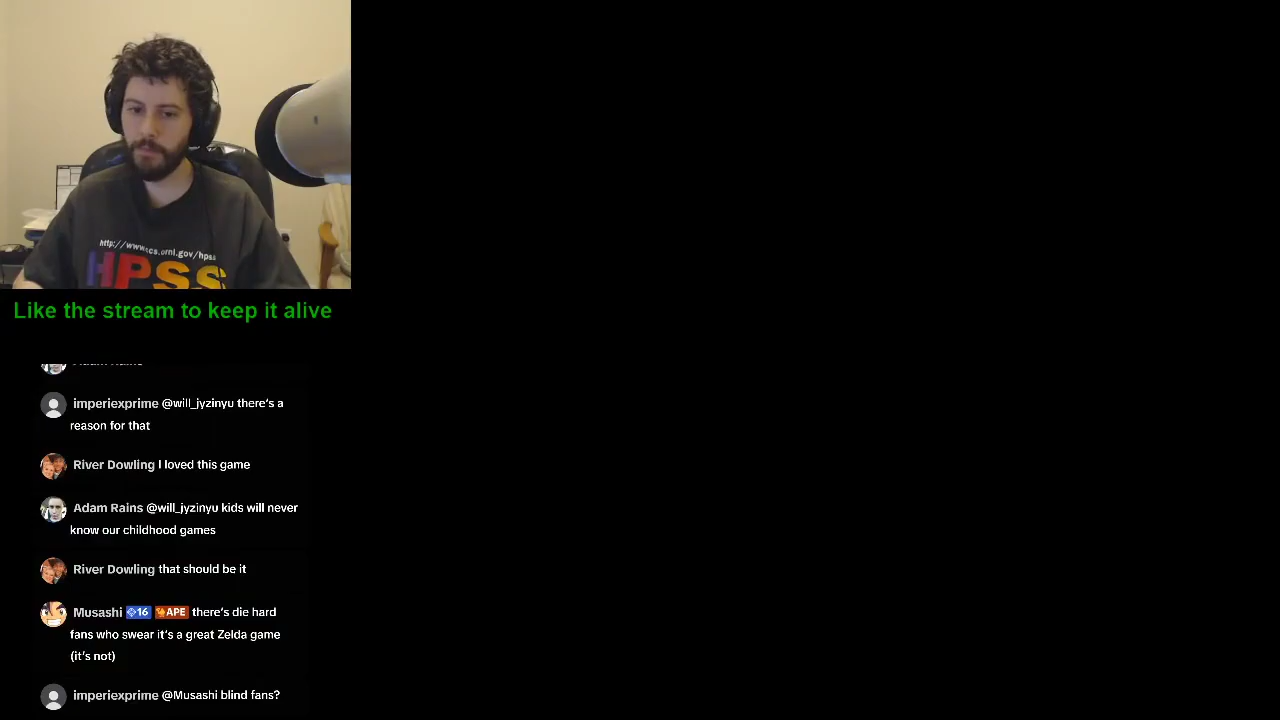 http://www.scs.ornl.gov/hpss
HPSS
Like the stream to keep it alive
imperiexprime @will_jyzinyu there's a
reason for that
River Dowling I loved this game
Adam Rains @will_jyzinyu kids will never
know our childhood games
River Dowling that should be it
Musashi 16 APE there's die hard
fans who swear it's a great Zelda game
(it's not)
imperiexprime @Musashi blind fans?